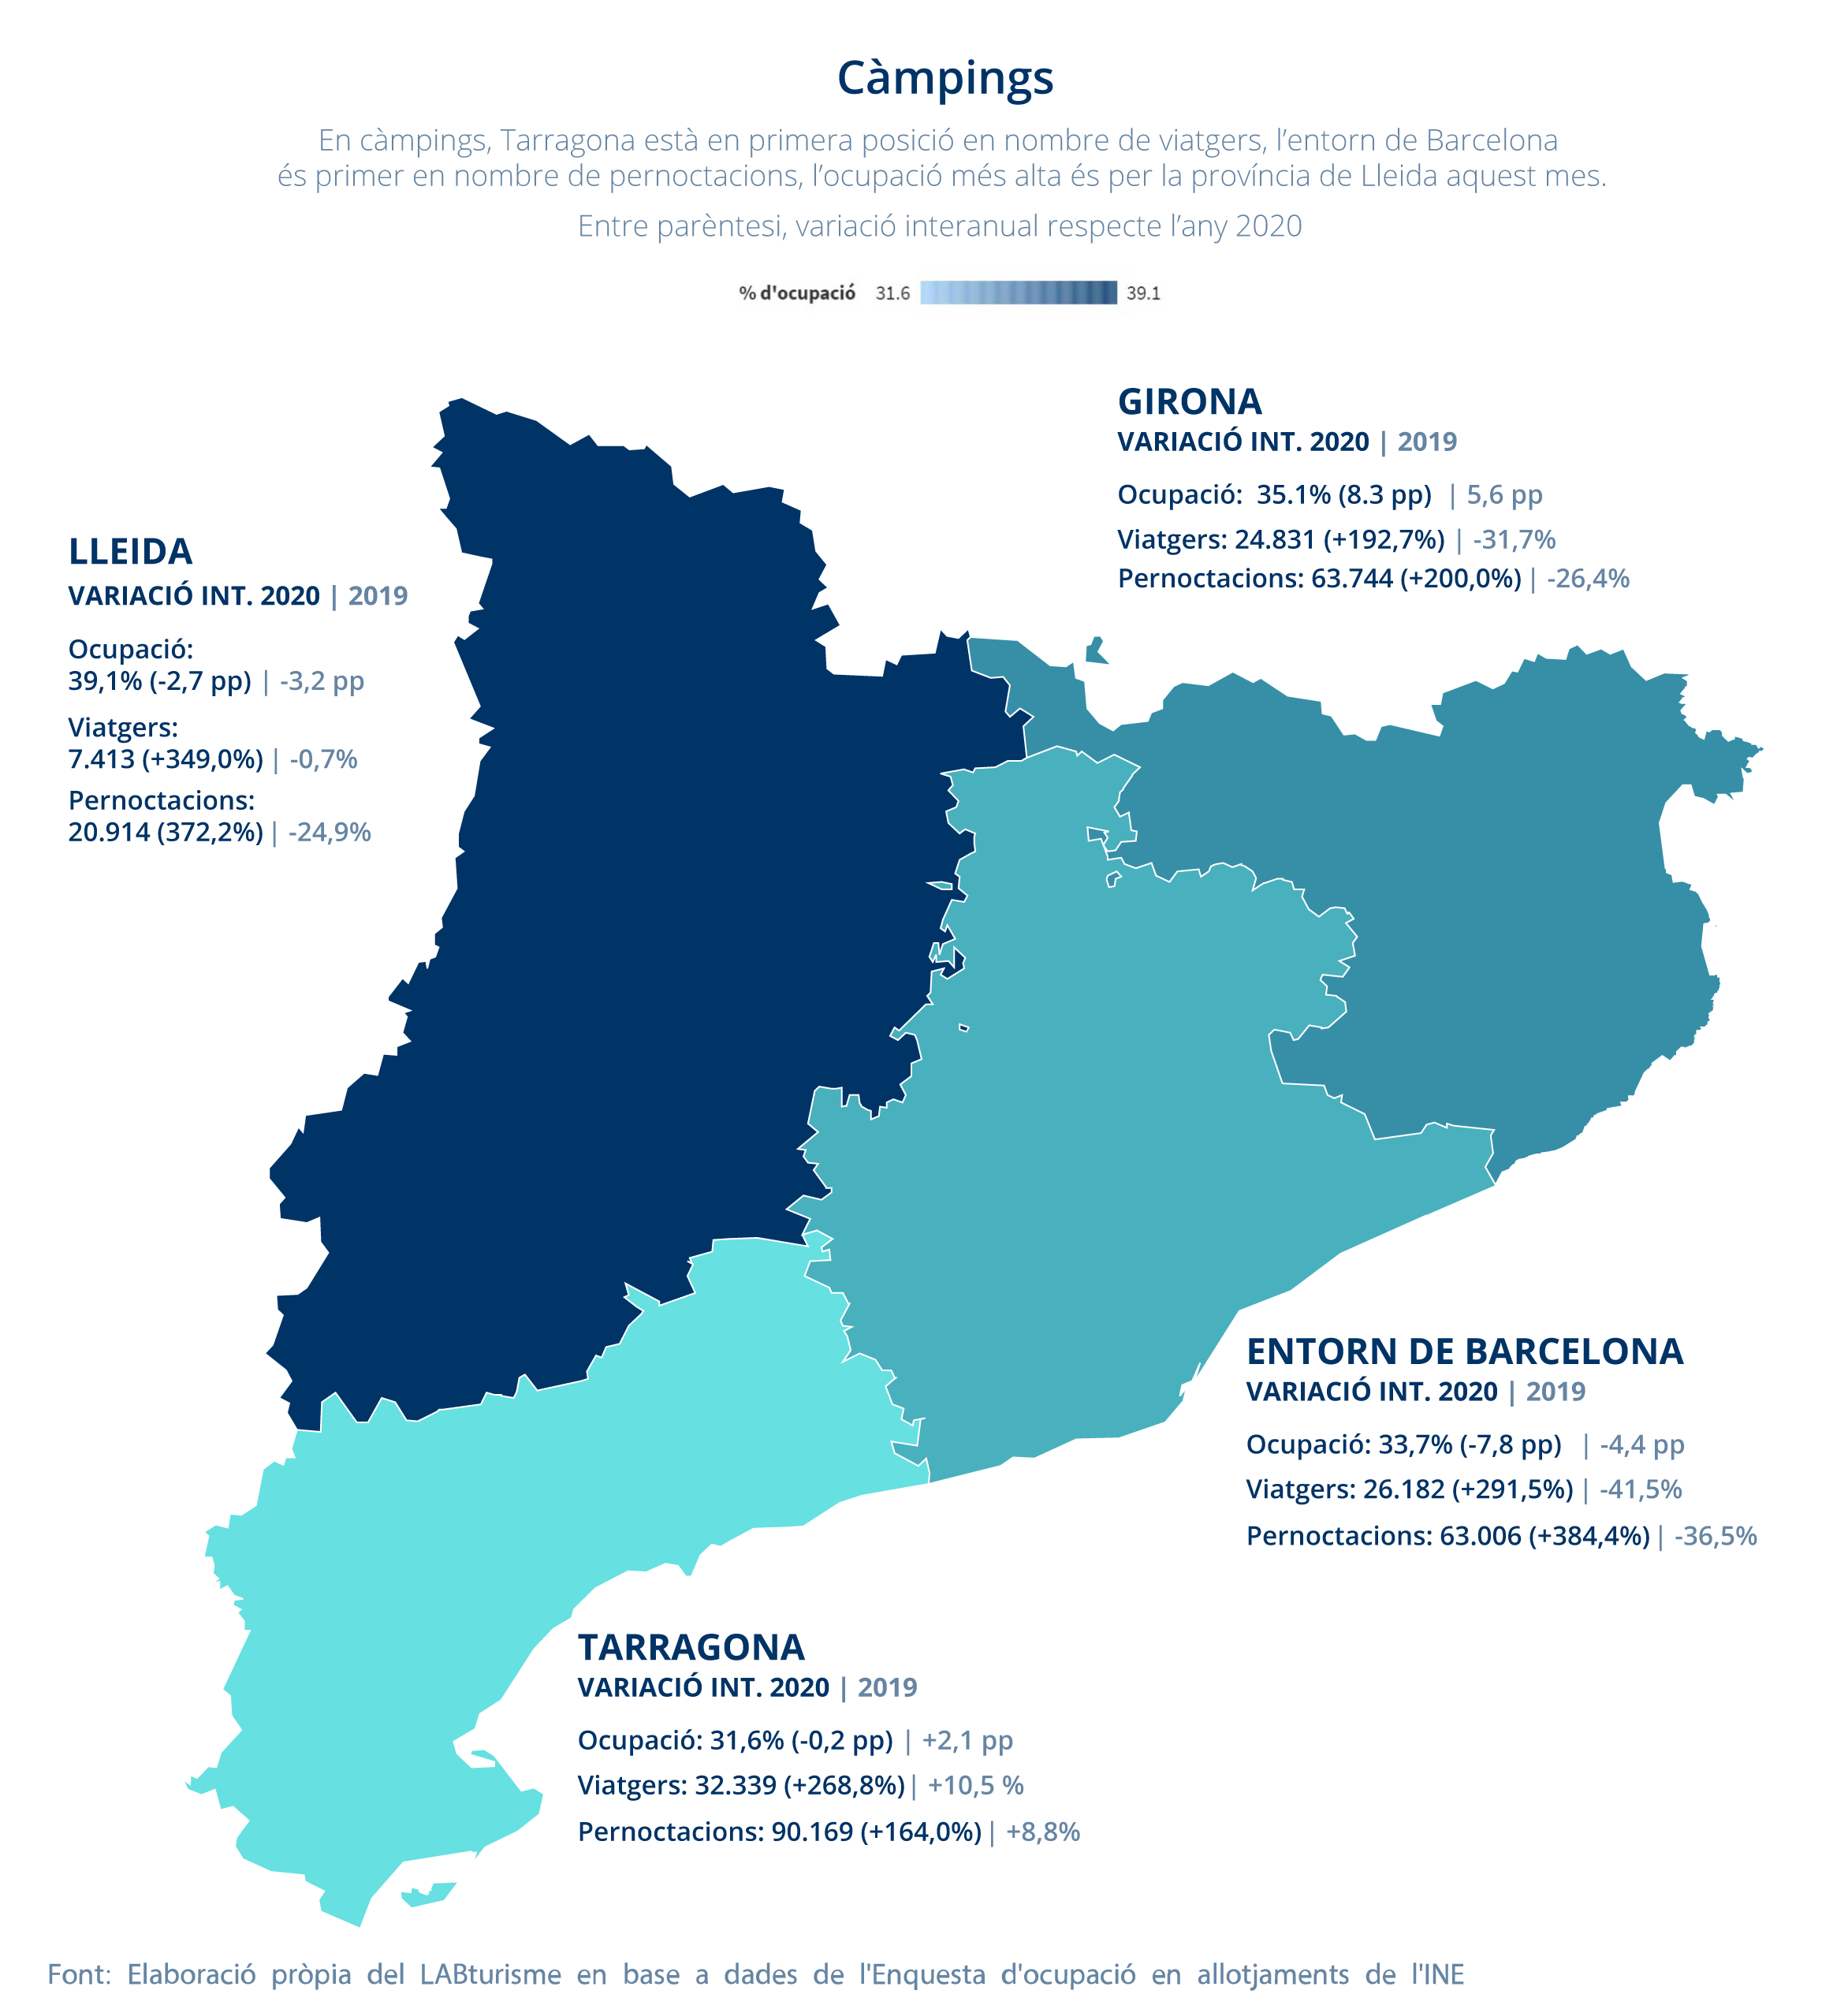 Càmpings
En càmpings, Tarragona està en primera posició en nombre de viatgers, l’entorn de Barcelona
és primer en nombre de pernoctacions, l’ocupació més alta és per la província de Lleida aquest mes.
Entre parèntesi, variació interanual respecte l’any 2020
% d'ocupació 31.6 39.1
GIRONA
VARIACIÓ INT. 2020 | 2019
Ocupació: 35.1% (8.3 pp) | 5,6 pp
Viatgers: 24.831 (+192,7%) | -31,7%
Pernoctacions: 63.744 (+200,0%) | -26,4%
LLEIDA
VARIACIÓ INT. 2020 | 2019
Ocupació:
39,1% (-2,7 pp) | -3,2 pp
Viatgers:
7.413 (+349,0%) | -0,7%
Pernoctacions:
20.914 (372,2%) | -24,9%
ENTORN DE BARCELONA
VARIACIÓ INT. 2020 | 2019
Ocupació: 33,7% (-7,8 pp) | -4,4 pp
Viatgers: 26.182 (+291,5%) | -41,5%
Pernoctacions: 63.006 (+384,4%) | -36,5%
TARRAGONA
VARIACIÓ INT. 2020 | 2019
Ocupació: 31,6% (-0,2 pp) | +2,1 pp
Viatgers: 32.339 (+268,8%) | +10,5 %
Pernoctacions: 90.169 (+164,0%) | +8,8%
Font: Elaboració pròpia del LABturisme en base a dades de l'Enquesta d'ocupació en allotjaments de l'INE